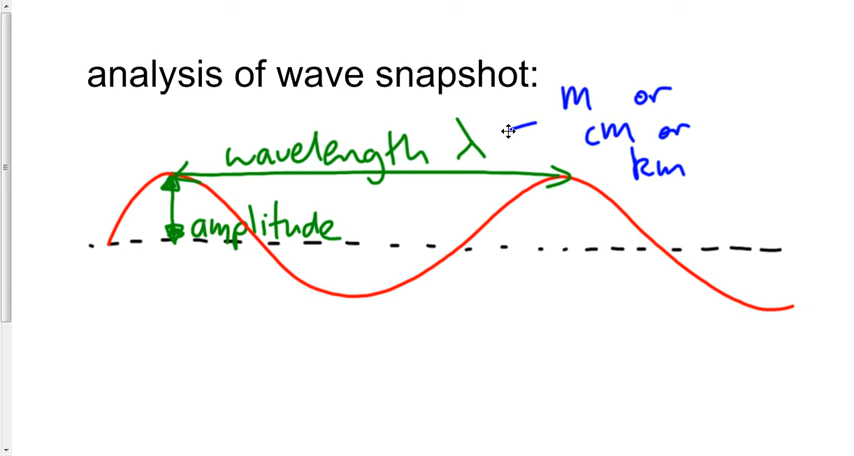 analysis of wave snapshot:
m or
cm or
km
wavelength λ
amplitude